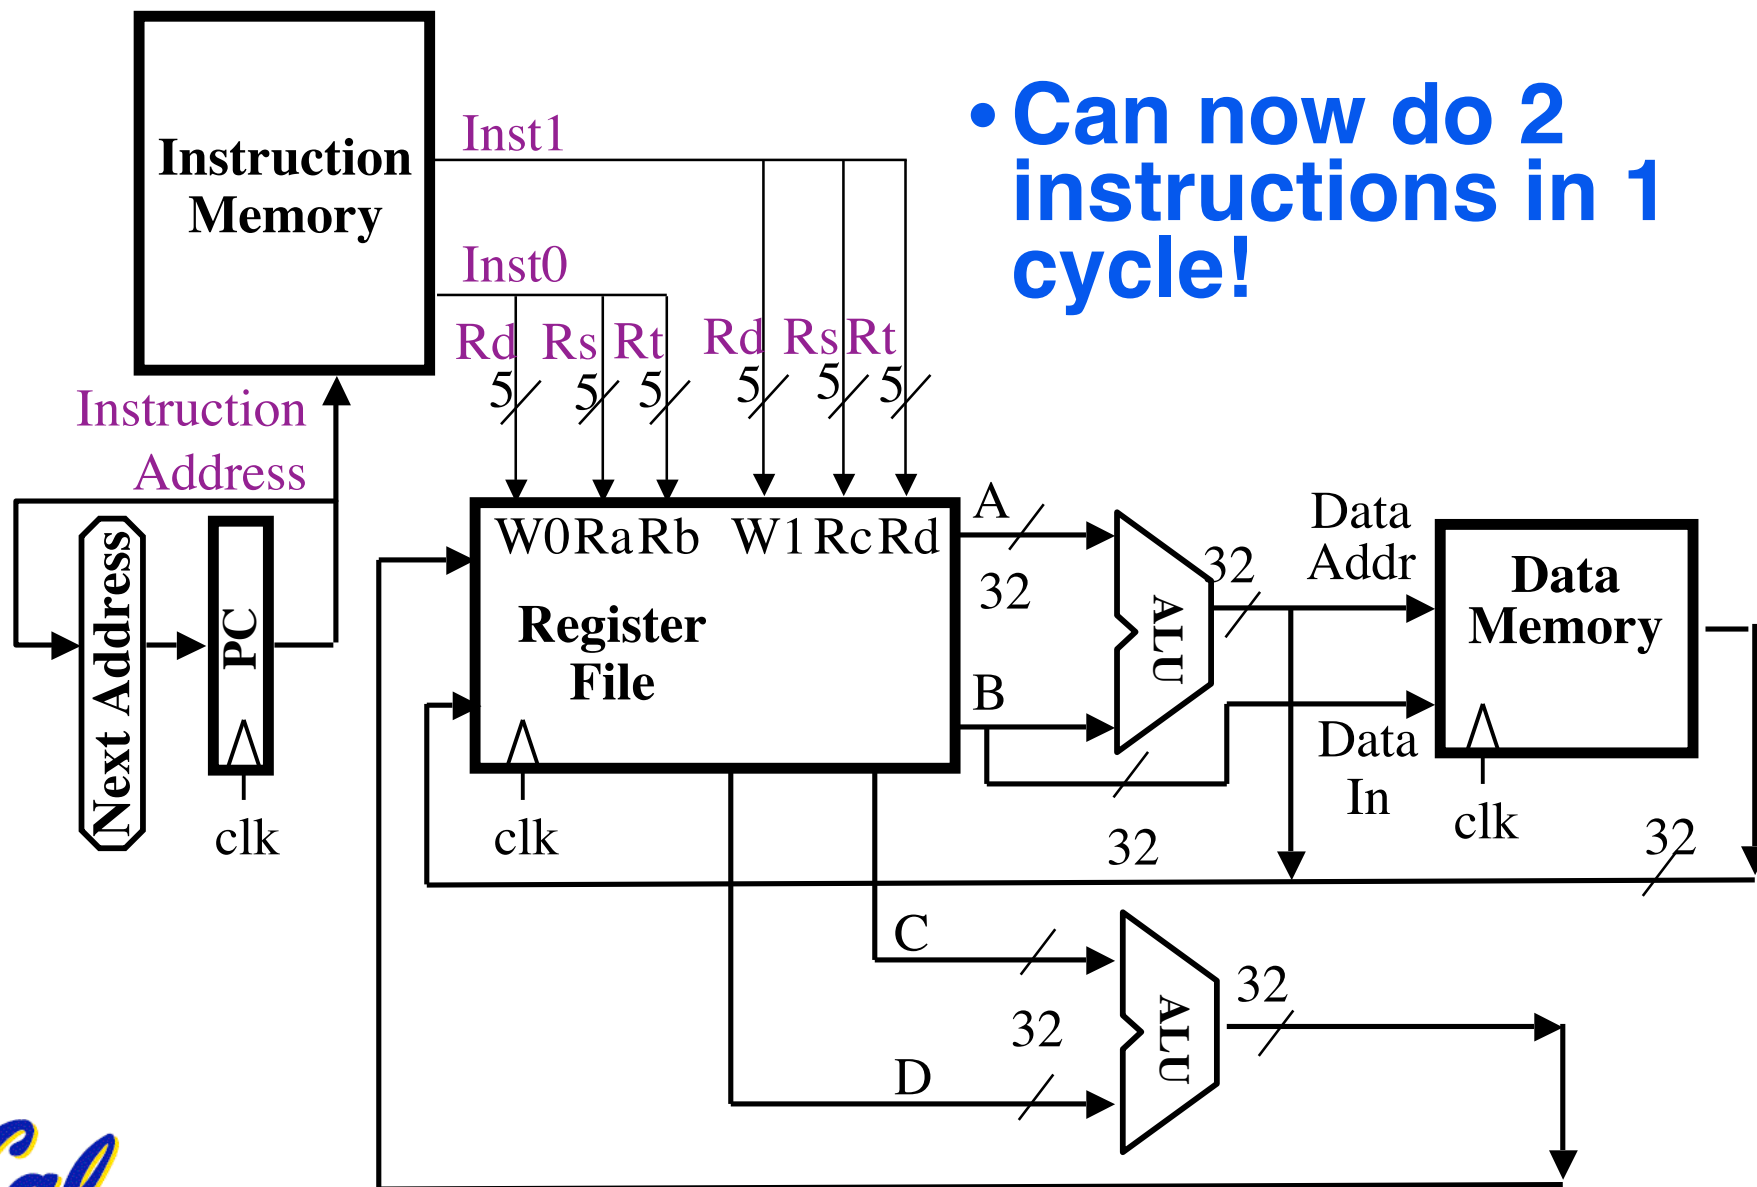 • Can now do 2
instructions in 1
cycle!
Instruction
Memory
Inst1
Inst0
Rd Rs Rt Rd Rs Rt
5 5 5 5 5 5
Instruction
Address
Next Address
PC
clk
W0 Ra Rb W1 Rc Rd
Register
File
clk
A
32
B
ALU
32
Data
Addr
Data
Memory
Data
In
clk
32
32
C
32
D
ALU
32
Cal